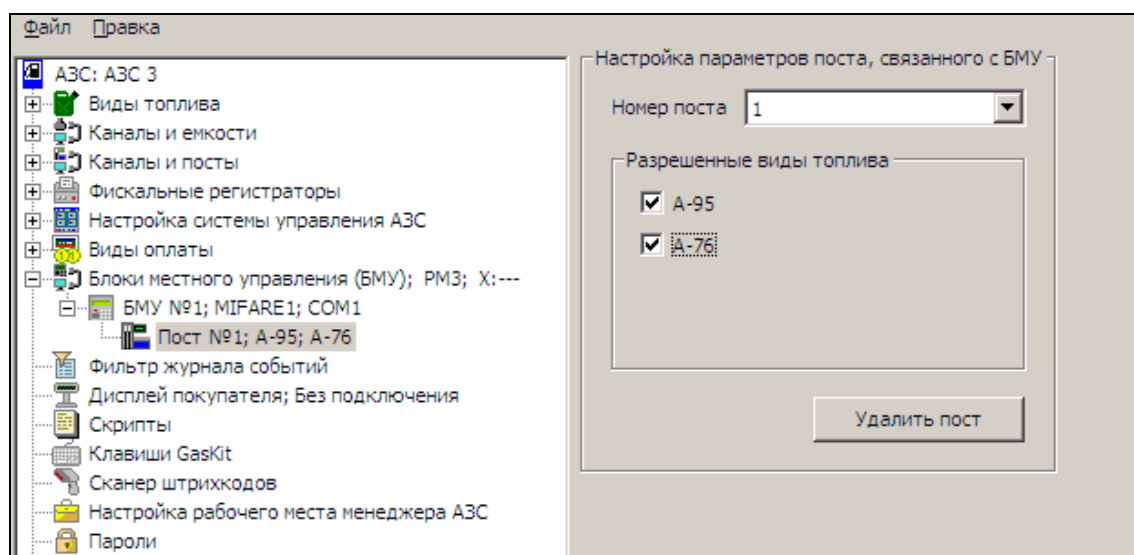 Файл Правка
АЗС: АЗС 3
Виды топлива
Каналы и емкости
Каналы и посты
Фискальные регистраторы
Настройка системы управления АЗС
Виды оплаты
Блоки местного управления (БМУ); РМ3; X:---
БМУ №1; MIFARE1; COM1
Пост №1; А-95; А-76
Фильтр журнала событий
Дисплей покупателя; Без подключения
Скрипты
Клавиши GasKit
Сканер штрихкодов
Настройка рабочего места менеджера АЗС
Пароли
Настройка параметров поста, связанного с БМУ
Номер поста 1
Разрешенные виды топлива
А-95
А-76
Удалить пост